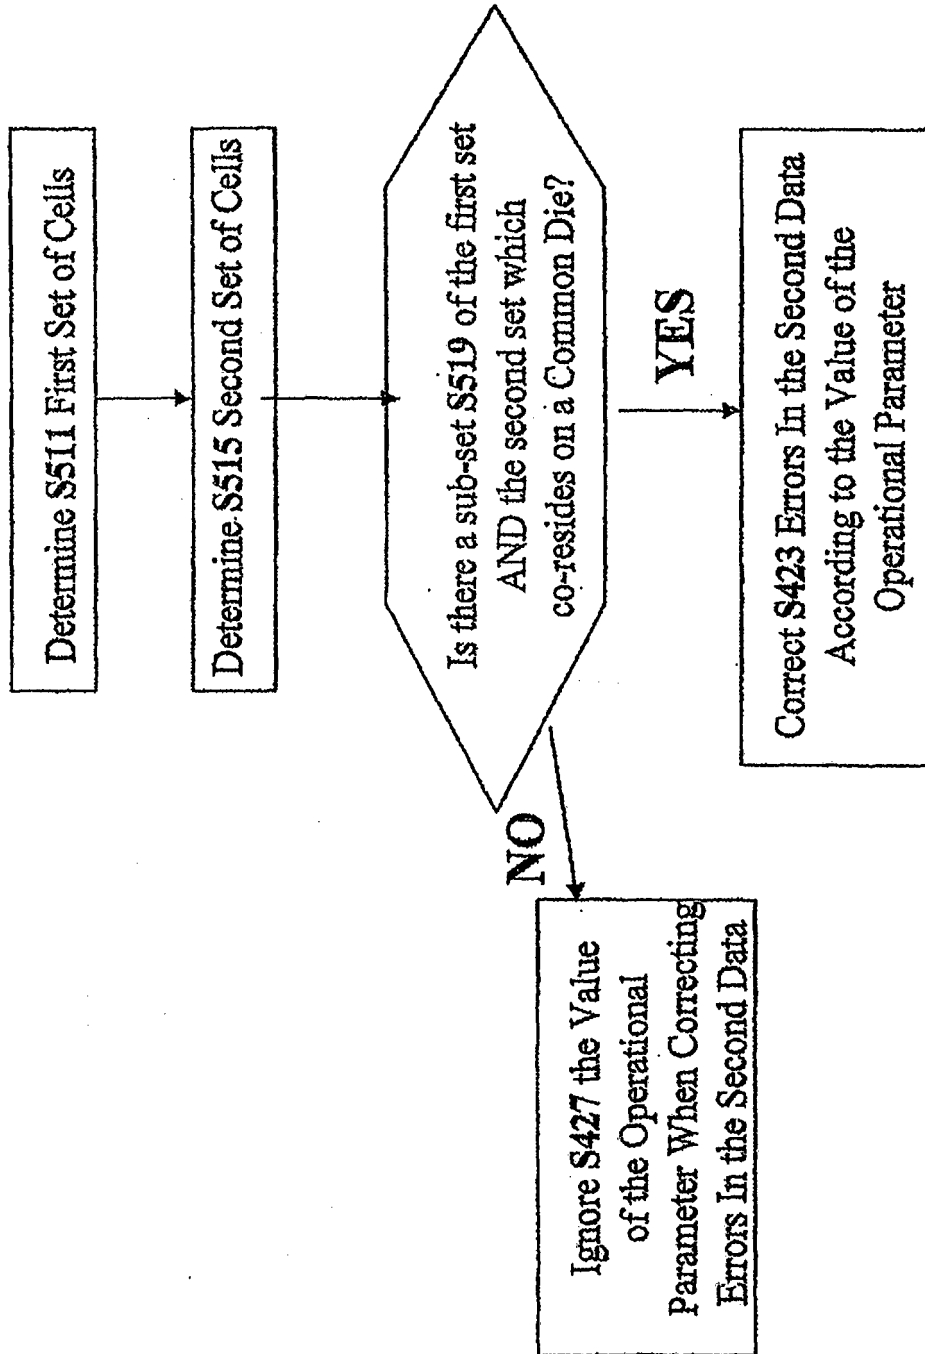 Determine S511 First Set of Cells
Determine S515 Second Set of Cells
Is there a sub-set S519 of the first set
AND the second set which
co-resides on a Common Die?
NO
YES
Ignore S427 the Value
of the Operational
Parameter When Correcting
Errors In the Second Data
Correct S423 Errors In the Second Data
According to the Value of the
Operational Parameter